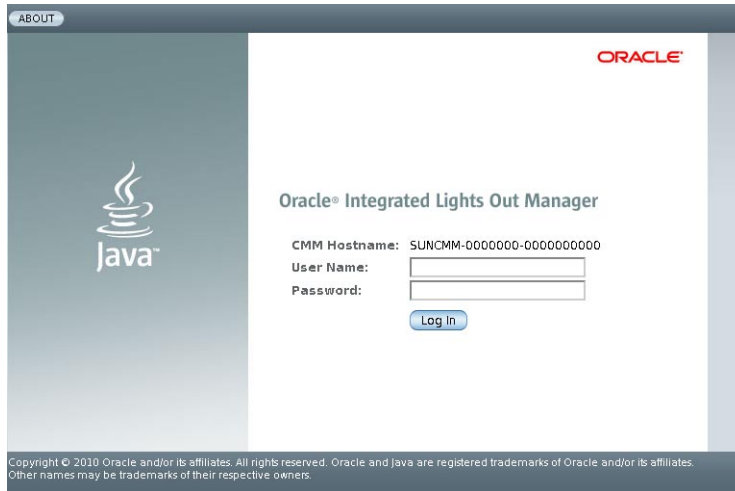 ABOUT
ORACLE®
Java™
Oracle® Integrated Lights Out Manager
CMM Hostname: SUNCMM-0000000-0000000000
User Name:
Password:
Log In
Copyright © 2010 Oracle and/or its affiliates. All rights reserved. Oracle and Java are registered trademarks of Oracle and/or its affiliates.
Other names may be trademarks of their respective owners.